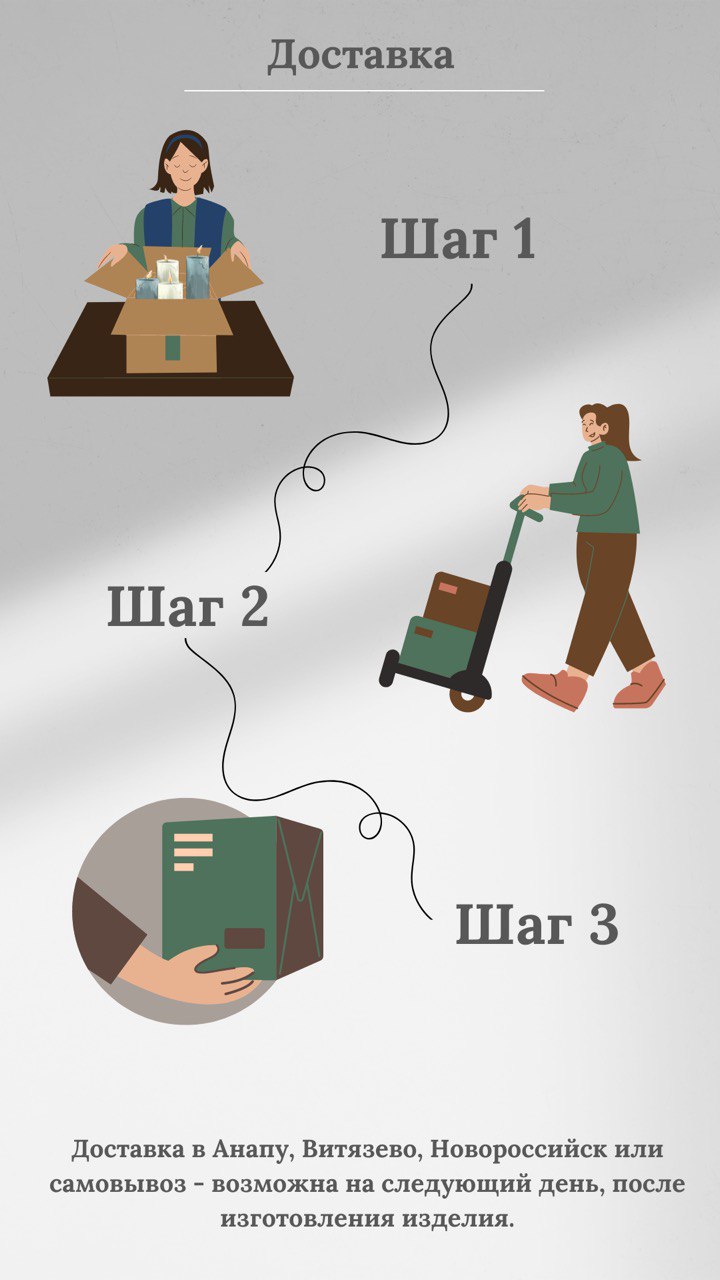 Доставка
Шаг 1
Шаг 2
Шаг 3
Доставка в Анапу, Витязево, Новороссийск или
самовывоз - возможна на следующий день, после
изготовления изделия.